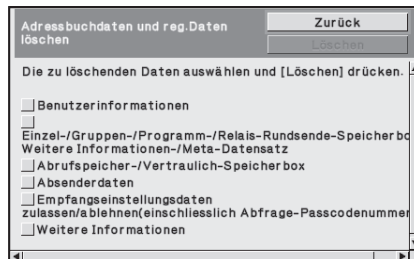 Adressbuchdaten und reg.Daten
löschen
Zurück
Löschen
Die zu löschenden Daten auswählen und [Löschen] drücken.
Benutzerinformationen
Einzel-/Gruppen-/Programm-/Relais-Rundsende-Speicherbo
Weitere Informationen-/Meta-Datensatz
Abrufspeicher-/Vertraulich-Speicherbox
Absenderdaten
Empfangseinstellungsdaten
zulassen/ablehnen(einschliesslich Abfrage-Passcodenummer
Weitere Informationen